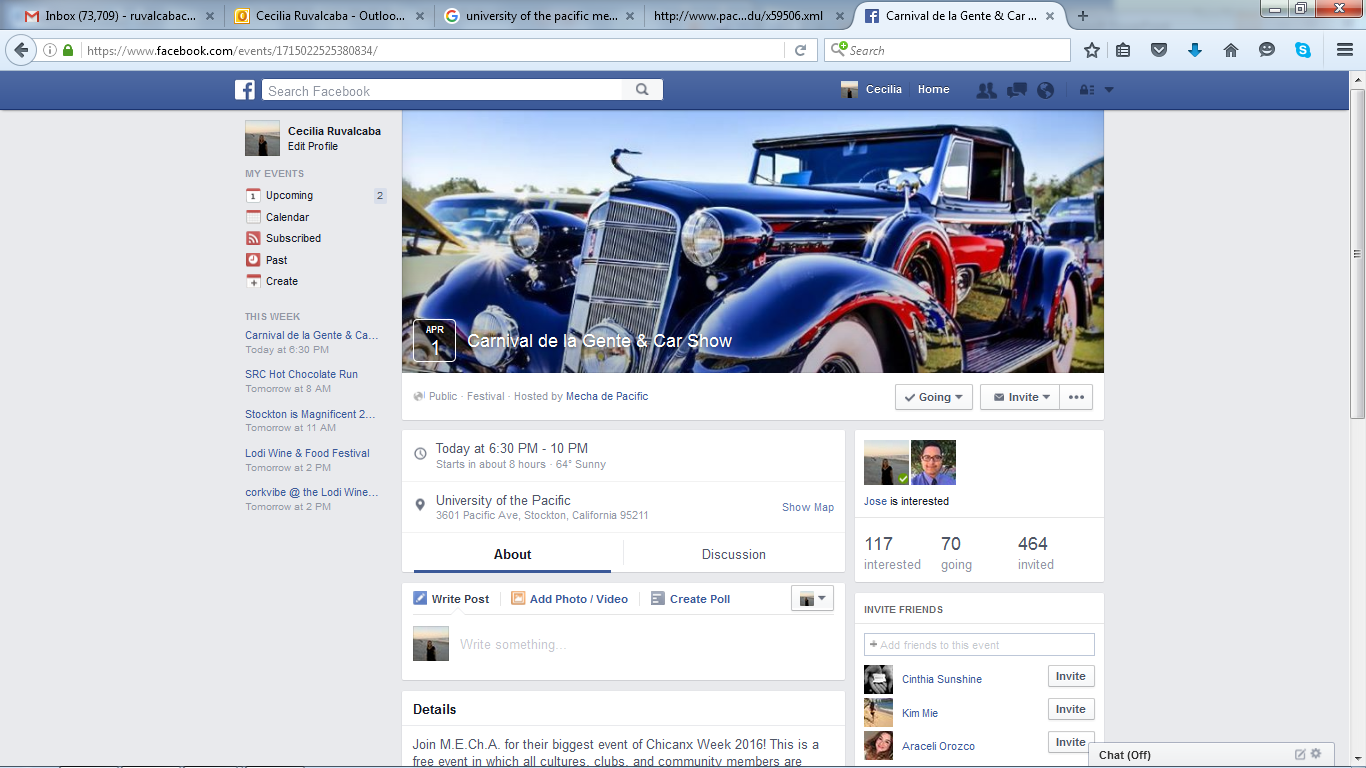 Inbox (73,709) - ruvalcabac...
Cecilia Ruvalcaba - Outloo...
university of the pacific me...
http://www.pac...du/x59506.xml
Carnival de la Gente & Car ...
https://www.facebook.com/events/1715022525380834/
Search
Search Facebook
Cecilia
Home
Cecilia Ruvalcaba
Edit Profile
MY EVENTS
1 Upcoming 2
Calendar
Subscribed
Past
Create
THIS WEEK
Carnival de la Gente & Ca...
Today at 6:30 PM
SRC Hot Chocolate Run
Tomorrow at 8 AM
Stockton is Magnificent 2...
Tomorrow at 11 AM
Lodi Wine & Food Festival
Tomorrow at 2 PM
corkvibe @ the Lodi Wine...
Tomorrow at 2 PM
APR
1
Carnival de la Gente & Car Show
Public · Festival · Hosted by Mecha de Pacific
Going
Invite
Today at 6:30 PM - 10 PM
Starts in about 8 hours · 64° Sunny
University of the Pacific
3601 Pacific Ave, Stockton, California 95211
Show Map
About
Discussion
Write Post
Add Photo / Video
Create Poll
Write something...
Details
Join M.E.Ch.A. for their biggest event of Chicanx Week 2016! This is a
free event in which all cultures, clubs, and community members are
Jose is interested
117 70 464
interested going invited
INVITE FRIENDS
+ Add friends to this event
Cinthia Sunshine Invite
Kim Mie Invite
Araceli Orozco Invite
Chat (Off)